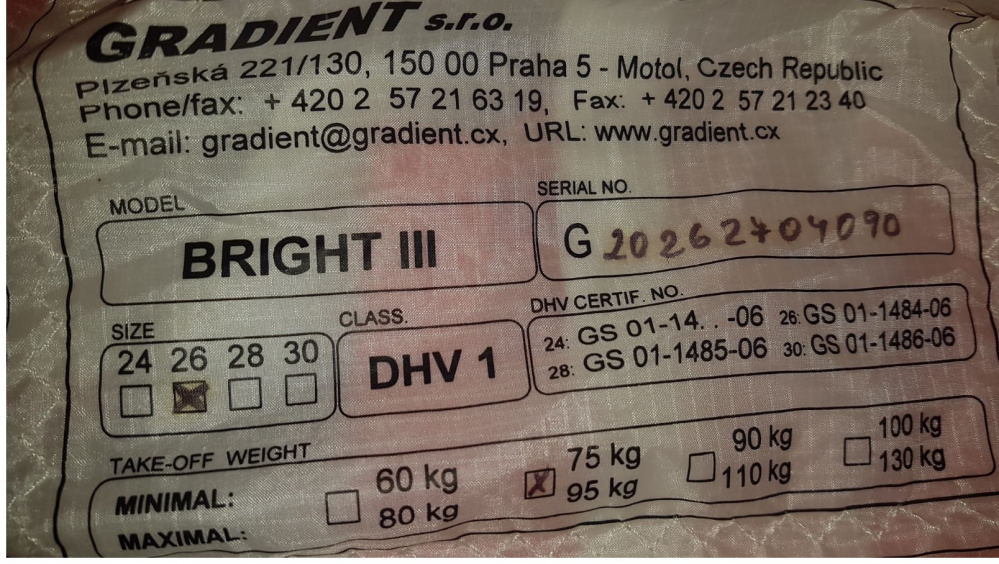 GRADIENT s.r.o.
Plzeňská 221/130, 150 00 Praha 5 - Motol, Czech Republic
Phone/fax: + 420 2 57 21 63 19, Fax: + 420 2 57 21 23 40
E-mail: gradient@gradient.cx, URL: www.gradient.cx
MODEL
BRIGHT III
SERIAL NO.
G 20262704090
SIZE
24 26 28 30
CLASS.
DHV 1
DHV CERTIF. NO.
24: GS 01-14. . -06 26: GS 01-1484-06
28: GS 01-1485-06 30: GS 01-1486-06
TAKE-OFF WEIGHT
MINIMAL: 60 kg 75 kg 90 kg 100 kg
MAXIMAL: 80 kg 95 kg 110 kg 130 kg